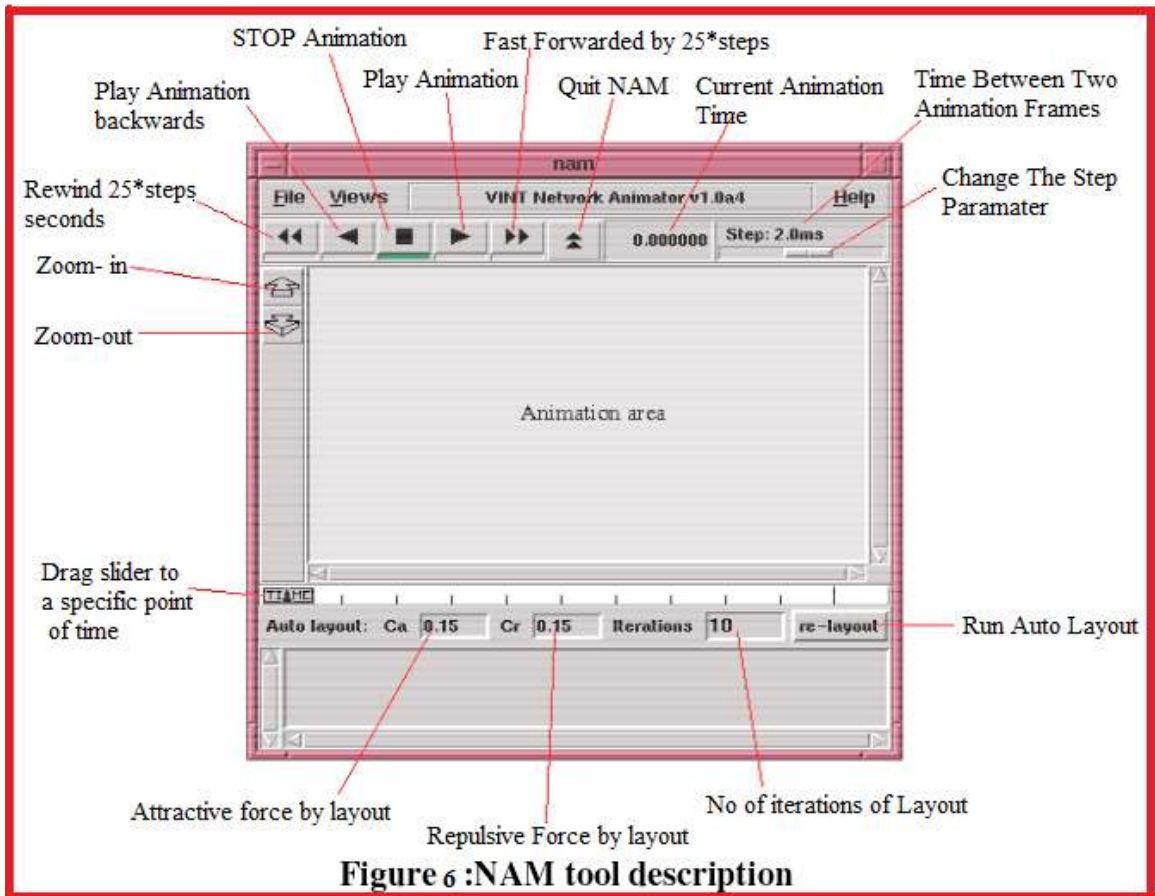 STOP Animation
Fast Forwarded by 25*steps
Play Animation
Quit NAM
Current Animation
Time
Time Between Two
Animation Frames
Play Animation
backwards
Rewind 25*steps
seconds
Change The Step
Paramater
nam
File Views VINT Network Animator v1.0a4 Help
0.000000 Step: 2.0ms
Zoom- in
Zoom-out
Animation area
Drag slider to
a specific point
of time
TIME
Auto layout: Ca 0.15 Cr 0.15 Iterations 10 re-layout
Run Auto Layout
Attractive force by layout
Repulsive Force by layout
No of iterations of Layout
Figure 6 :NAM tool description